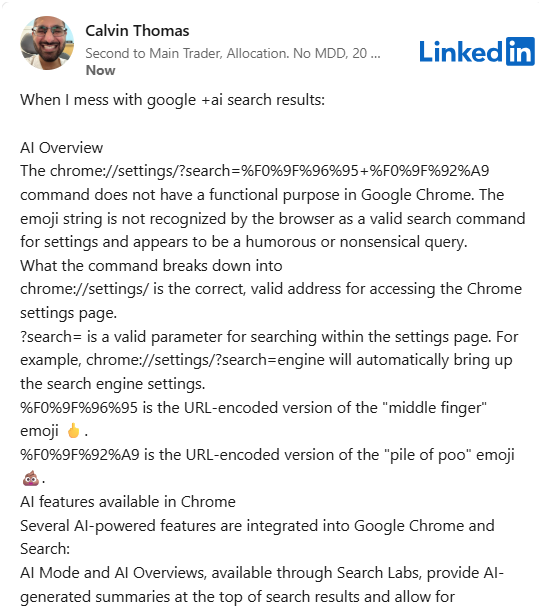 Calvin Thomas
Second to Main Trader, Allocation. No MDD, 20 ...
Now
LinkedIn
When I mess with google +ai search results:
AI Overview
The chrome://settings/?search=%F0%9F%96%95+%F0%9F%92%A9
command does not have a functional purpose in Google Chrome. The
emoji string is not recognized by the browser as a valid search command
for settings and appears to be a humorous or nonsensical query.
What the command breaks down into
chrome://settings/ is the correct, valid address for accessing the Chrome
settings page.
?search= is a valid parameter for searching within the settings page. For
example, chrome://settings/?search=engine will automatically bring up
the search engine settings.
%F0%9F%96%95 is the URL-encoded version of the "middle finger"
emoji 🖕.
%F0%9F%92%A9 is the URL-encoded version of the "pile of poo" emoji
💩.
AI features available in Chrome
Several AI-powered features are integrated into Google Chrome and
Search:
AI Mode and AI Overviews, available through Search Labs, provide AI-
generated summaries at the top of search results and allow for